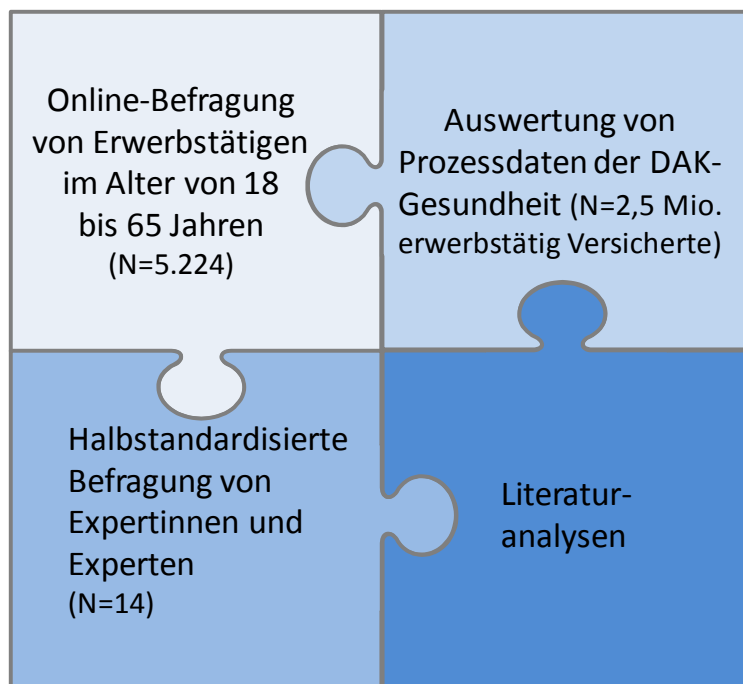 Online-Befragung
von Erwerbstätigen
im Alter von 18
bis 65 Jahren
(N=5.224)
Auswertung von
Prozessdaten der DAK-
Gesundheit (N=2,5 Mio.
erwerbstätig Versicherte)
Halbstandardisierte
Befragung von
Expertinnen und
Experten
(N=14)
Literatur-
analysen